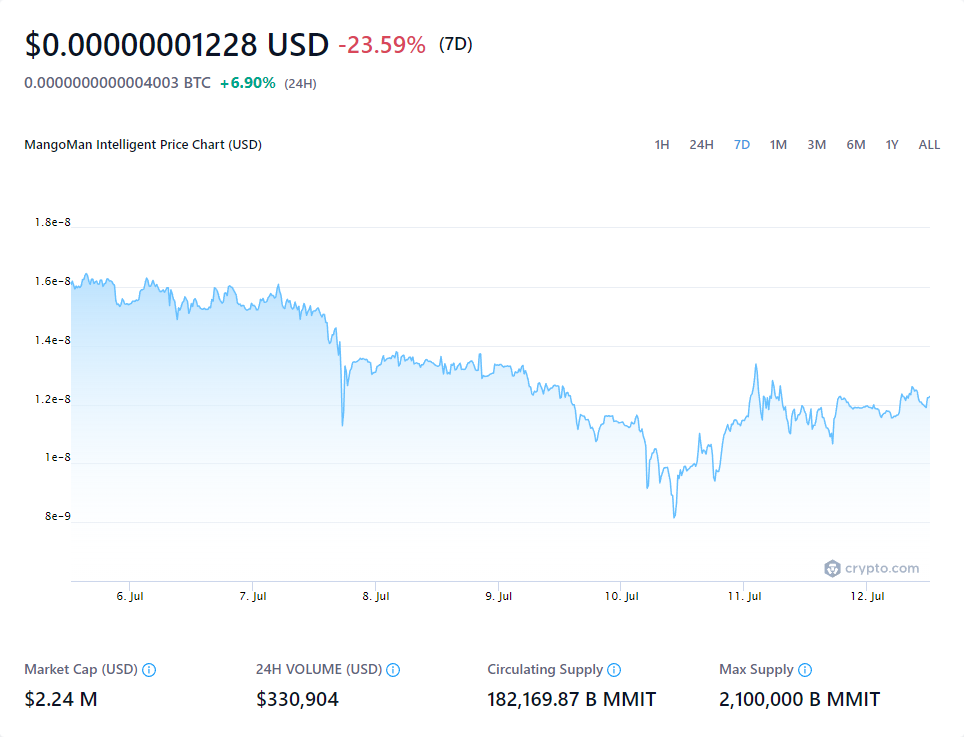 $0.00000001228 USD -23.59% (7D)
0.0000000000004003 BTC +6.90% (24H)
MangoMan Intelligent Price Chart (USD)
1H 24H 7D 1M 3M 6M 1Y ALL
1.8e-8
1.6e-8
1.4e-8
1.2e-8
1e-8
8e-9
crypto.com
6. Jul 7. Jul 8. Jul 9. Jul 10. Jul 11. Jul 12. Jul
Market Cap (USD) 24H VOLUME (USD) Circulating Supply Max Supply
$2.24 M $330,904 182,169.87 B MMIT 2,100,000 B MMIT